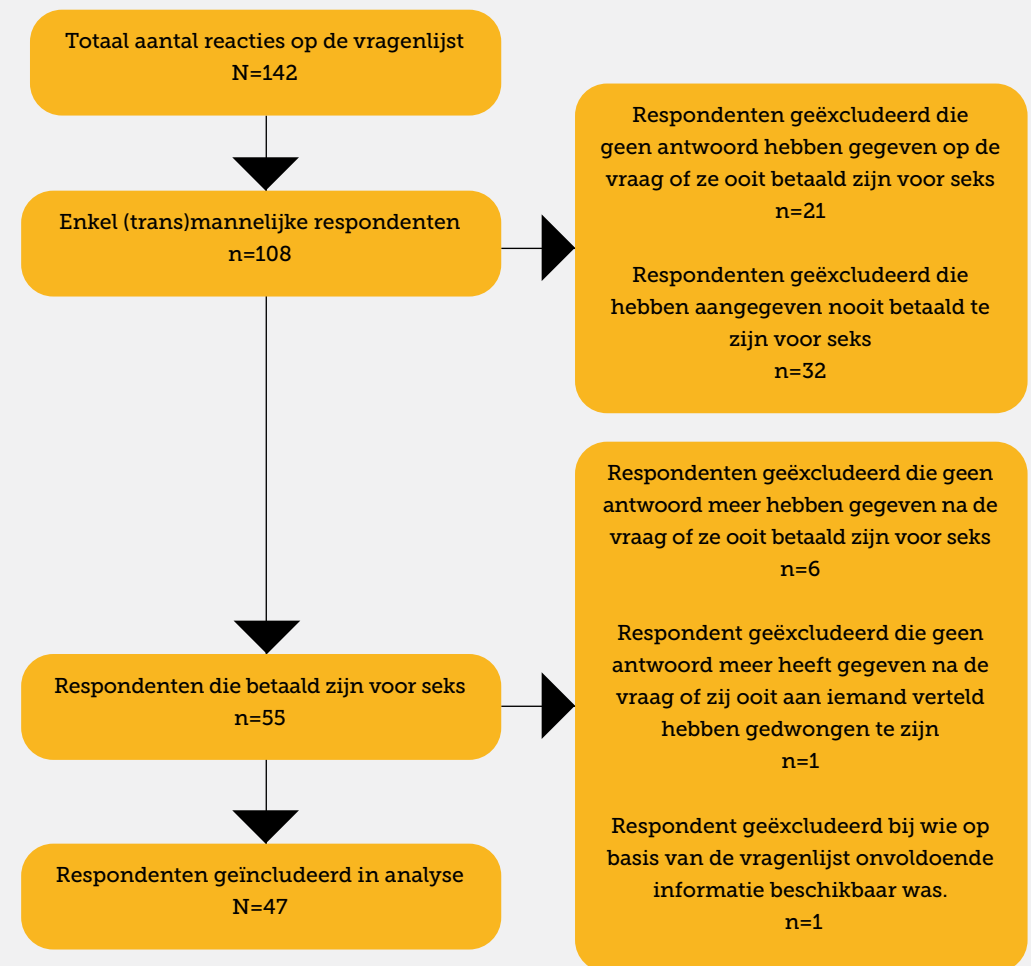 Totaal aantal reacties op de vragenlijst
N=142
Enkel (trans)mannelijke respondenten
n=108
Respondenten geëxcludeerd die
geen antwoord hebben gegeven op de
vraag of ze ooit betaald zijn voor seks
n=21
Respondenten geëxcludeerd die
hebben aangegeven nooit betaald te
zijn voor seks
n=32
Respondenten die betaald zijn voor seks
n=55
Respondenten geëxcludeerd die geen
antwoord meer hebben gegeven na de
vraag of ze ooit betaald zijn voor seks
n=6
Respondent geëxcludeerd die geen
antwoord meer heeft gegeven na de
vraag of zij ooit aan iemand verteld
hebben gedwongen te zijn
n=1
Respondent geëxcludeerd bij wie op
basis van de vragenlijst onvoldoende
informatie beschikbaar was.
n=1
Respondenten geïncludeerd in analyse
N=47